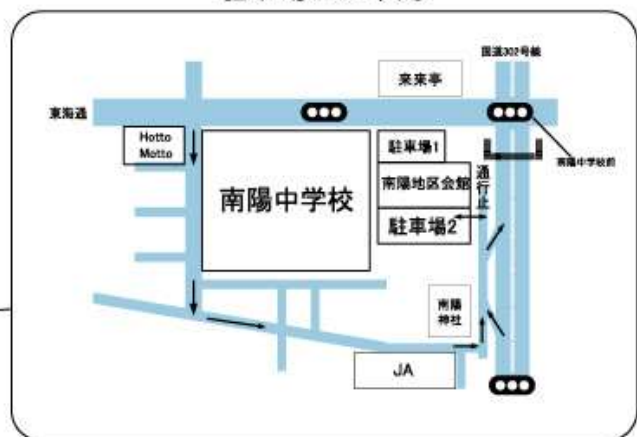 国道302号線
来来亭
東海通
Hotto
Motto
駐車場1
南陽中学校前
南陽中学校
南陽地区会館
通行止
駐車場2
南陽
神社
JA